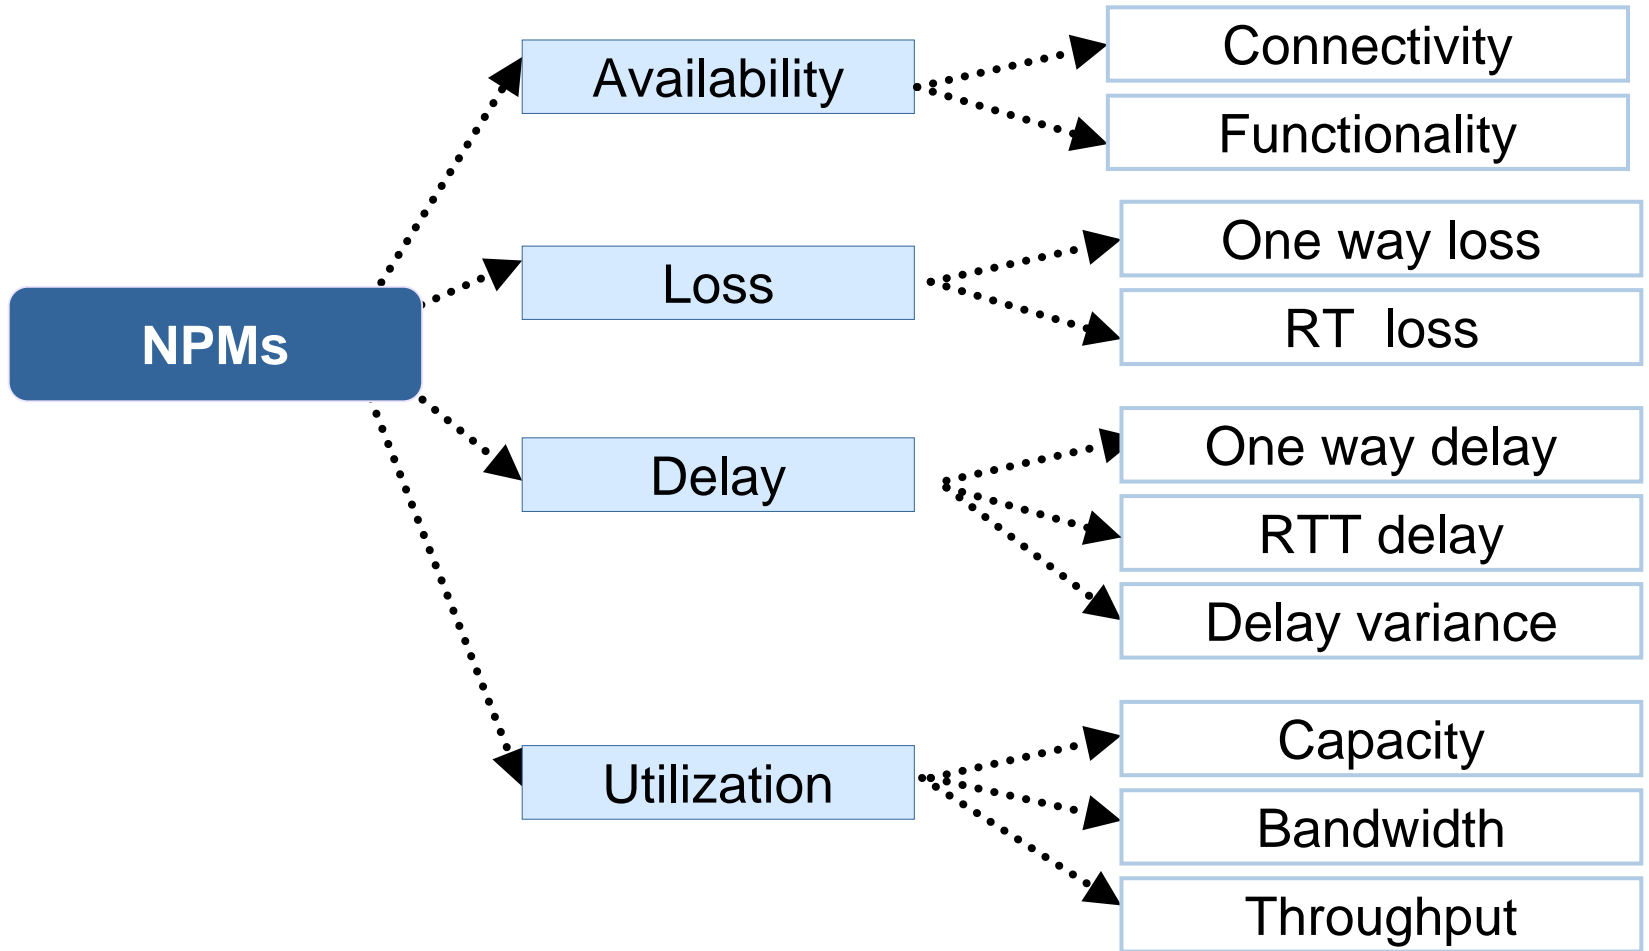 NPMs
Availability
Connectivity
Functionality
Loss
One way loss
RT loss
Delay
One way delay
RTT delay
Delay variance
Utilization
Capacity
Bandwidth
Throughput